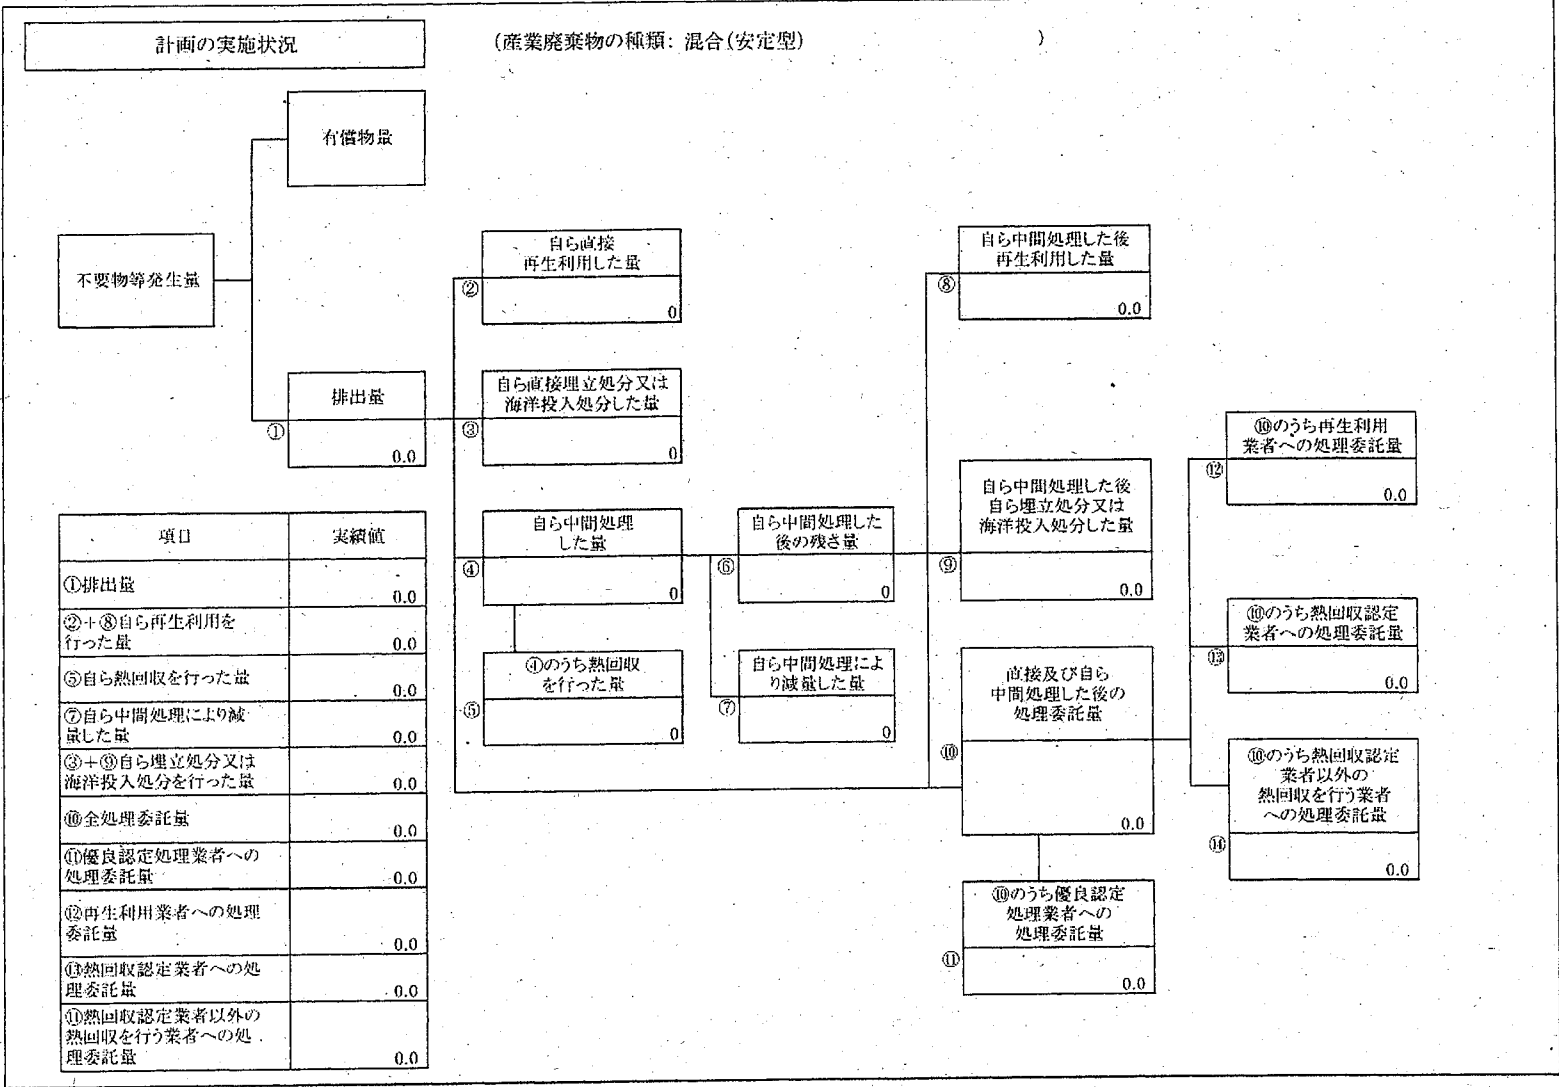 計画の実施状況
(産業廃棄物の種類: 混合(安定型) )
有償物量
不要物等発生量
排出量
①
0.0
自ら直接
再生利用した量
②
0
自ら直接埋立処分又は
海洋投入処分した量
③
0
自ら中間処理
した量
④
0
④のうち熱回収
を行った量
⑤
0
自ら中間処理した
後の残さ量
⑥
0
自ら中間処理によ
り減量した量
⑦
0
自ら中間処理した後
再生利用した量
⑧
0.0
自ら中間処理した後
自ら埋立処分又は
海洋投入処分した量
⑨
0.0
直接及び自ら
中間処理した後の
処理委託量
⑩
0.0
⑩のうち優良認定
処理業者への
処理委託量
⑪
0.0
⑩のうち再生利用
業者への処理委託量
⑫
0.0
⑩のうち熱回収認定
業者への処理委託量
⑬
0.0
⑩のうち熱回収認定
業者以外の
熱回収を行う業者
への処理委託量
⑭
0.0
項目 実績値
①排出量
0.0
②+⑧自ら再生利用を
行った量 0.0
⑤自ら熱回収を行った量
0.0
⑦自ら中間処理により減
量した量 0.0
③+⑨自ら埋立処分又は
海洋投入処分を行った量 0.0
⑩全処理委託量
0.0
⑪優良認定処理業者への
処理委託量 0.0
⑫再生利用業者への処理
委託量
0.0
⑬熱回収認定業者への処
理委託量 0.0
⑭熱回収認定業者以外の
熱回収を行う業者への処
理委託量 0.0